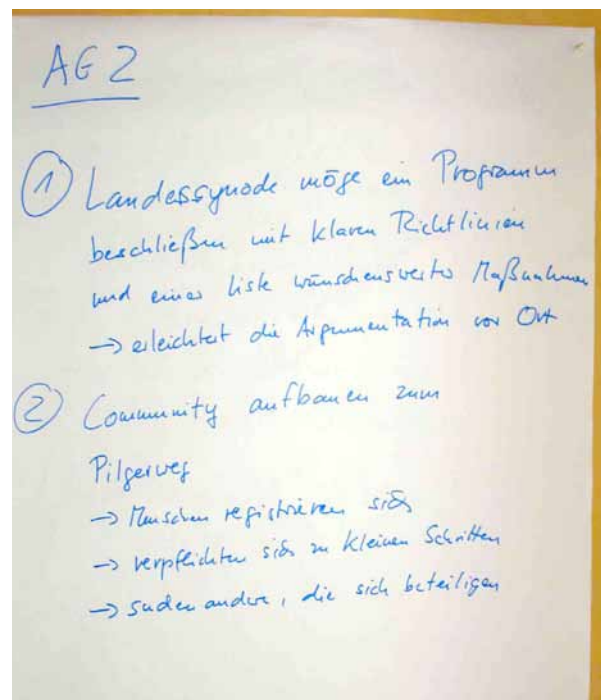 AG 2
1 Landessynode möge ein Programm
beschließen mit klaren Richtlinien
und einer Liste wünschenswerter Maßnahmen
→ erleichtert die Argumentation vor Ort
2 Community aufbauen zum
Pilgerweg
→ Menschen registrieren sich
→ verpflichten sich zu kleinen Schritten
→ suchen andere, die sich beteiligen